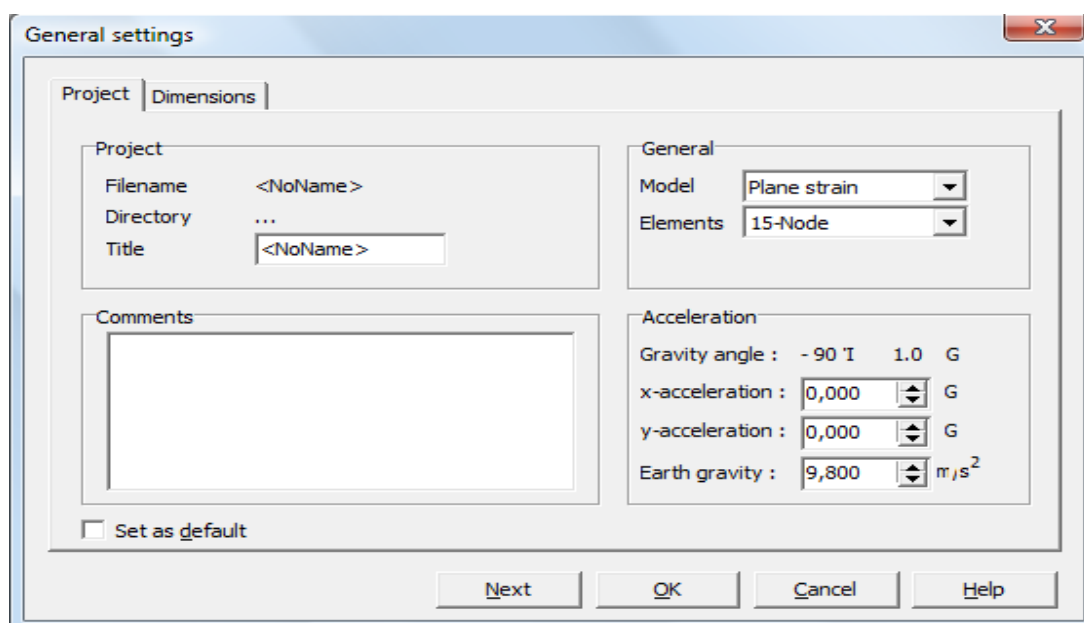 General settings
Project Dimensions
Project
Filename <NoName>
Directory ...
Title <NoName>
General
Model Plane strain
Elements 15-Node
Comments
Acceleration
Gravity angle : - 90 'I 1.0 G
x-acceleration : 0,000 G
y-acceleration : 0,000 G
Earth gravity : 9,800 m/s²
Set as default
Next OK Cancel Help